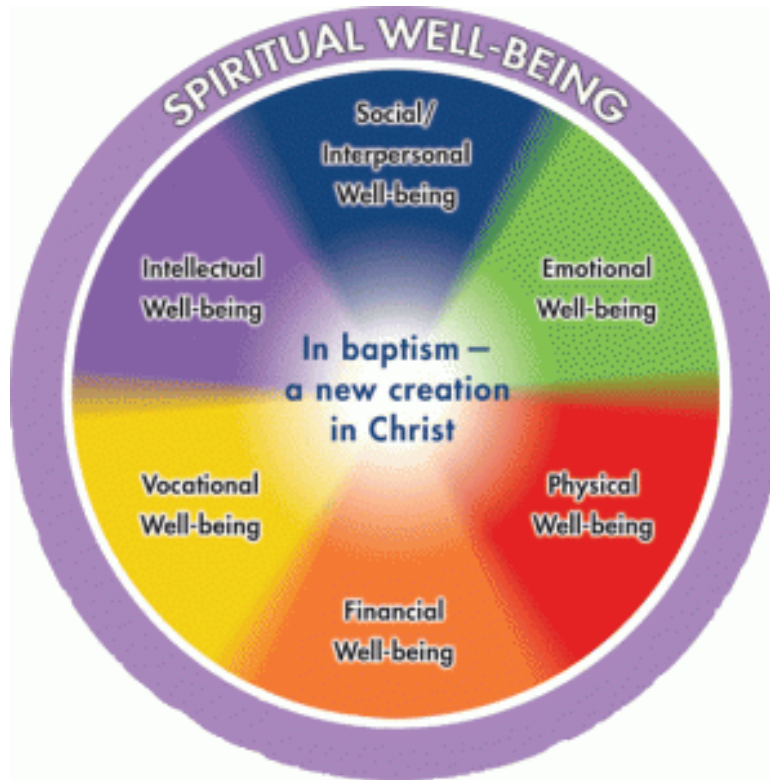 SPIRITUAL WELL-BEING
Social/
Interpersonal
Well-being
Emotional
Well-being
Physical
Well-being
Financial
Well-being
Vocational
Well-being
Intellectual
Well-being
In baptism –
a new creation
in Christ